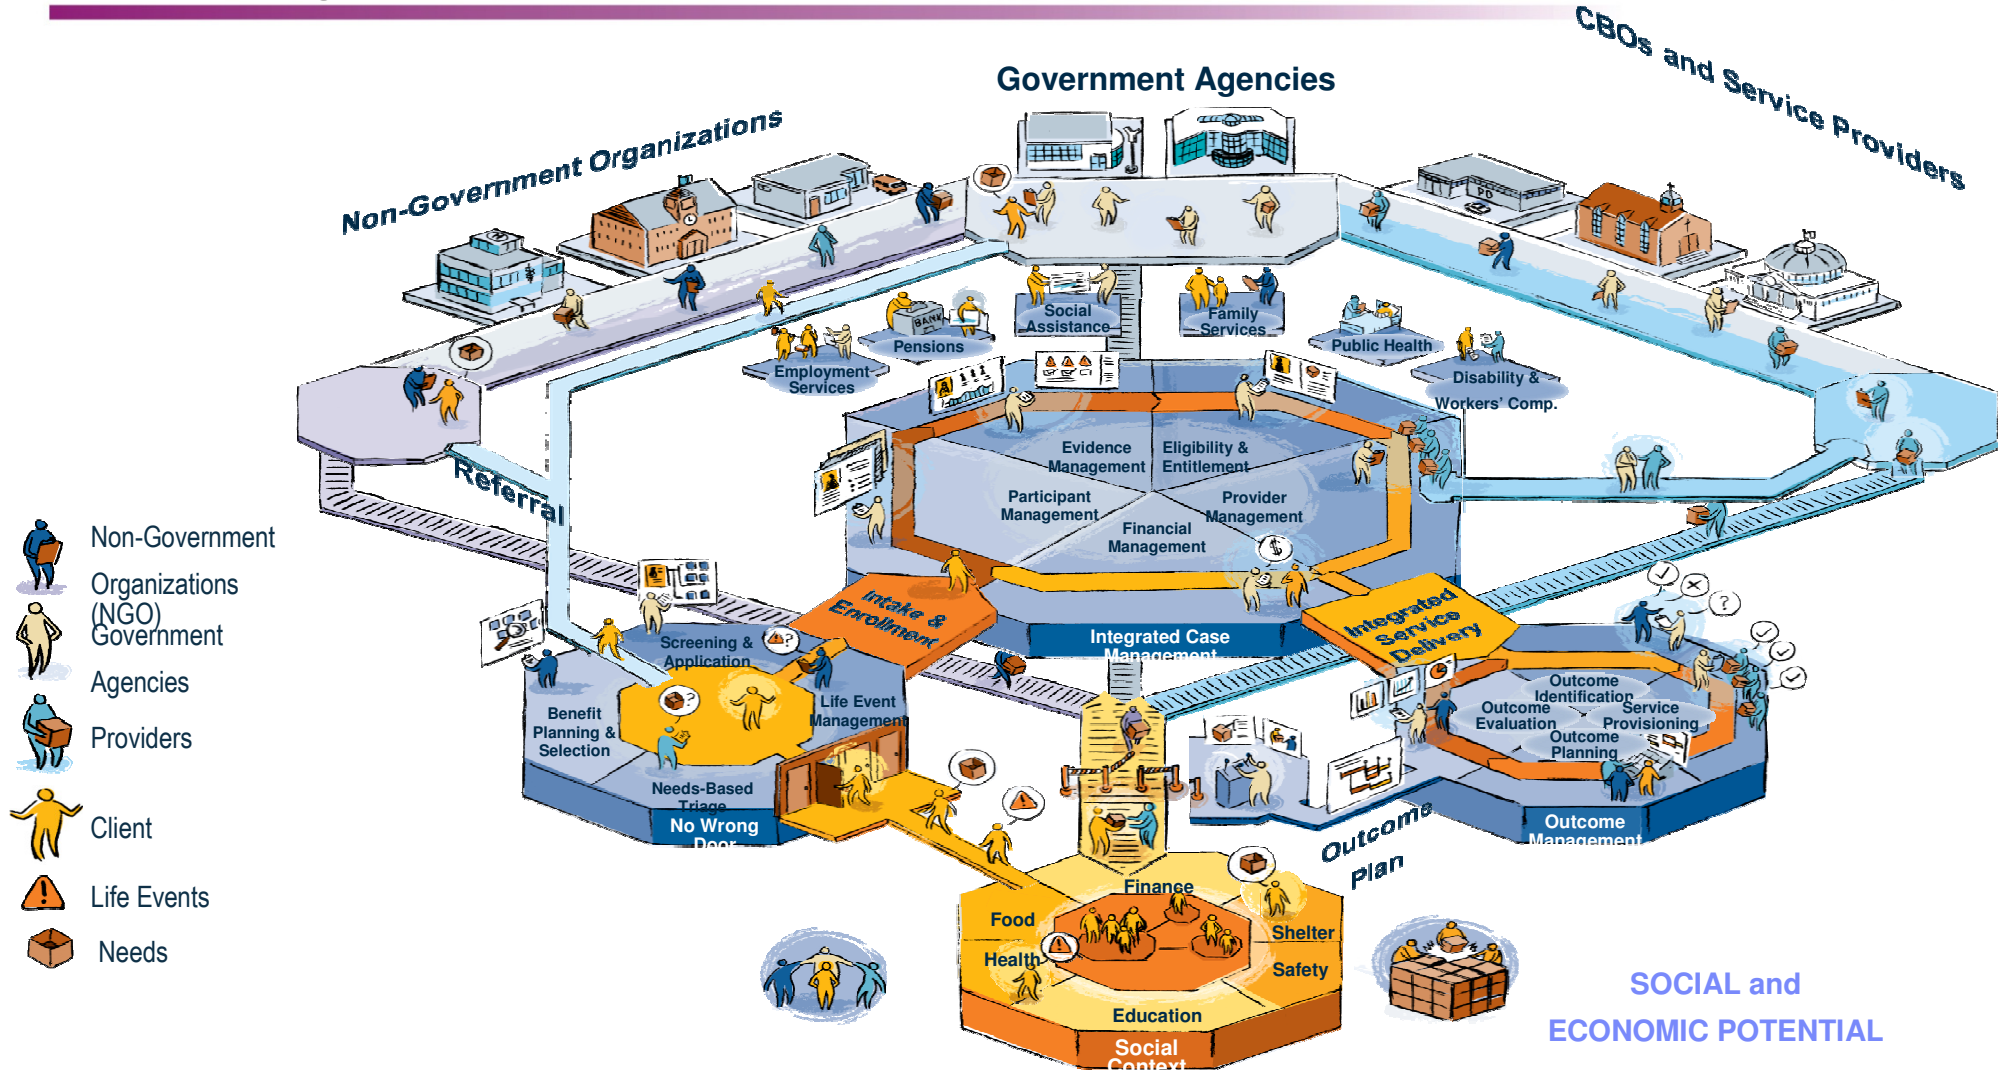 CBOs and Service Providers
Government Agencies
Non-Government Organizations
PD
BANK
Social
Assistance
Family
Services
Pensions
Public Health
Employment
Services
Disability &
Workers' Comp.
Evidence
Management
Eligibility &
Entitlement
Participant
Management
Provider
Management
Financial
Management
$
Referral
Non-Government
Organizations
(NGO)
Government
Agencies
Providers
Client
Life Events
Needs
Intake &
Enrollment
Integrated
Service
Delivery
Integrated Case
Management
Screening &
Application
?
?
?
Benefit
Planning &
Selection
Life Event
Management
Needs-Based
Triage
No Wrong
Door
Outcome
Identification
Outcome
Evaluation
Service
Provisioning
Outcome
Planning
Outcome
Management
Outcome
Plan
Finance
Food
Shelter
Health
Safety
Education
Social
Context
SOCIAL and
ECONOMIC POTENTIAL